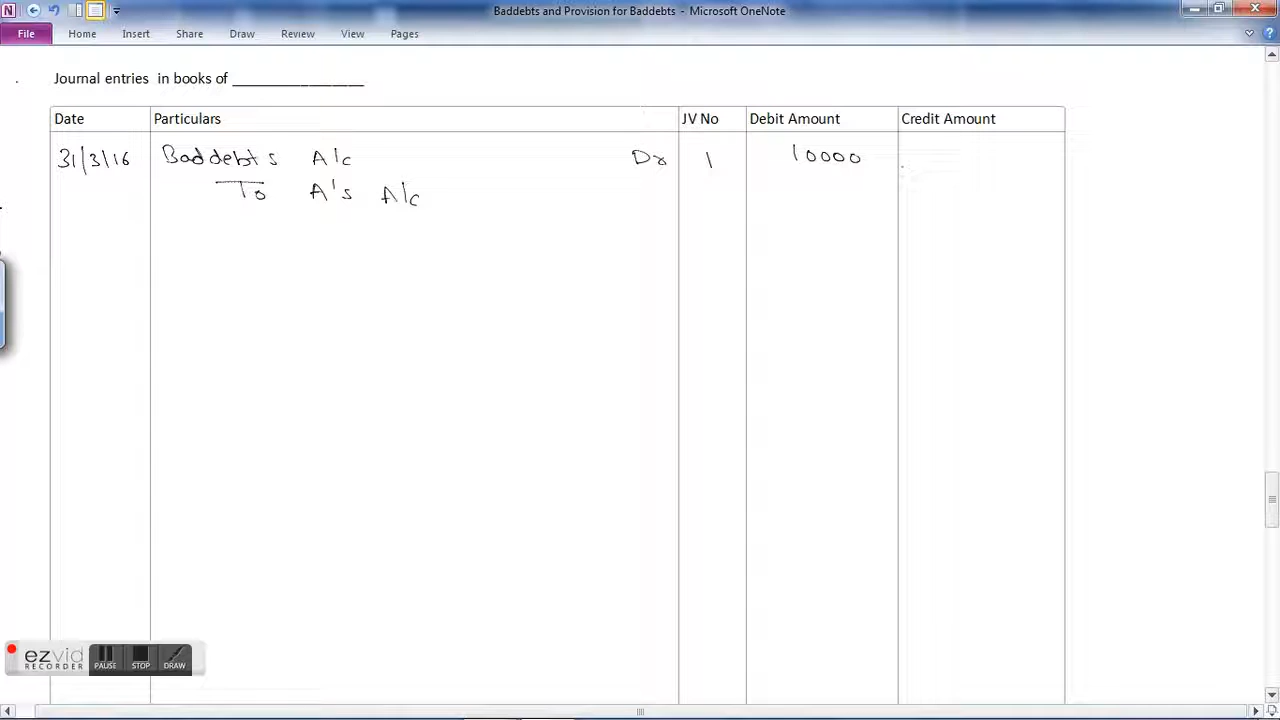 Baddebts and Provision for Baddebts - Microsoft OneNote
File Home Insert Share Draw Review View Pages
Journal entries in books of _______________
Date Particulars JV No Debit Amount Credit Amount
31/3/16 Baddebts A/c Dr 1 10000
To A's A/c
ezvid
RECORDER
PAUSE STOP DRAW